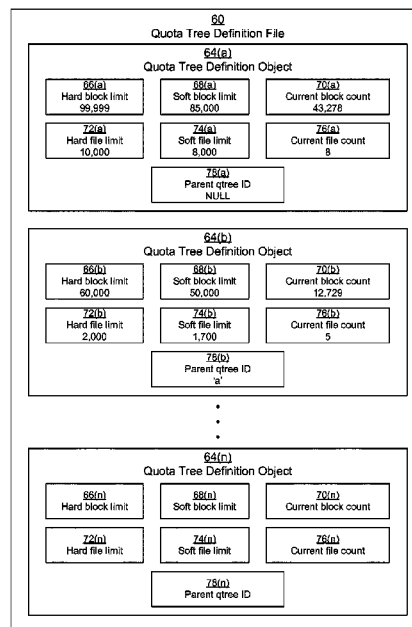 60
Quota Tree Definition File
64(a)
Quota Tree Definition Object
66(a)
Hard block limit
99,999
68(a)
Soft block limit
85,000
70(a)
Current block count
43,278
72(a)
Hard file limit
10,000
74(a)
Soft file limit
8,000
76(a)
Current file count
8
78(a)
Parent qtree ID
NULL
64(b)
Quota Tree Definition Object
66(b)
Hard block limit
60,000
68(b)
Soft block limit
50,000
70(b)
Current block count
12,729
72(b)
Hard file limit
2,000
74(b)
Soft file limit
1,700
76(b)
Current file count
5
78(b)
Parent qtree ID
'a'
64(n)
Quota Tree Definition Object
66(n)
Hard block limit
68(n)
Soft block limit
70(n)
Current block count
72(n)
Hard file limit
74(n)
Soft file limit
76(n)
Current file count
78(n)
Parent qtree ID